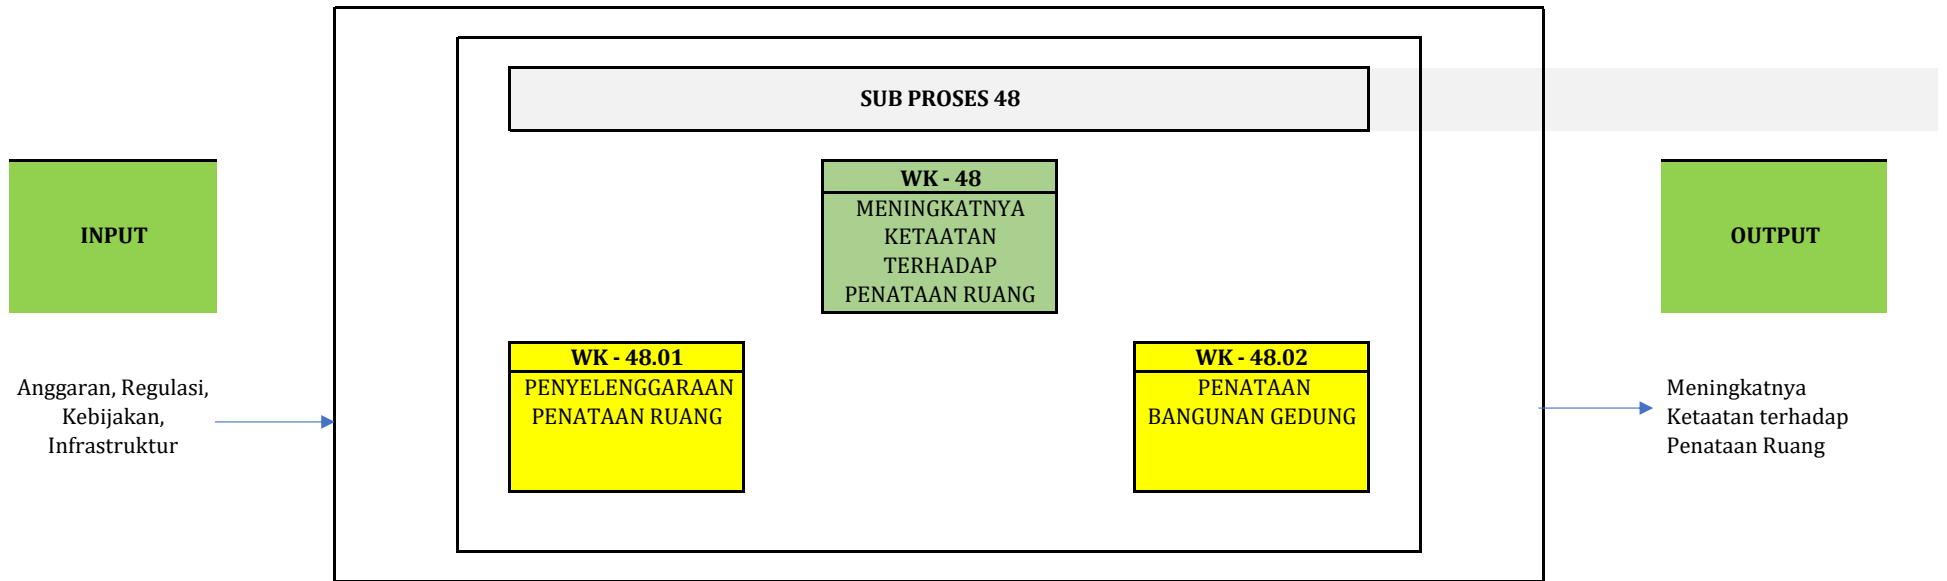 SUB PROSES 48
WK - 48
MENINGKATNYA
KETAATAN
TERHADAP
PENATAAN RUANG
INPUT
OUTPUT
WK - 48.01
PENYELENGGARAAN
PENATAAN RUANG
WK - 48.02
PENATAAN
BANGUNAN GEDUNG
Anggaran, Regulasi,
Kebijakan,
Infrastruktur
Meningkatnya
Ketaatan terhadap
Penataan Ruang